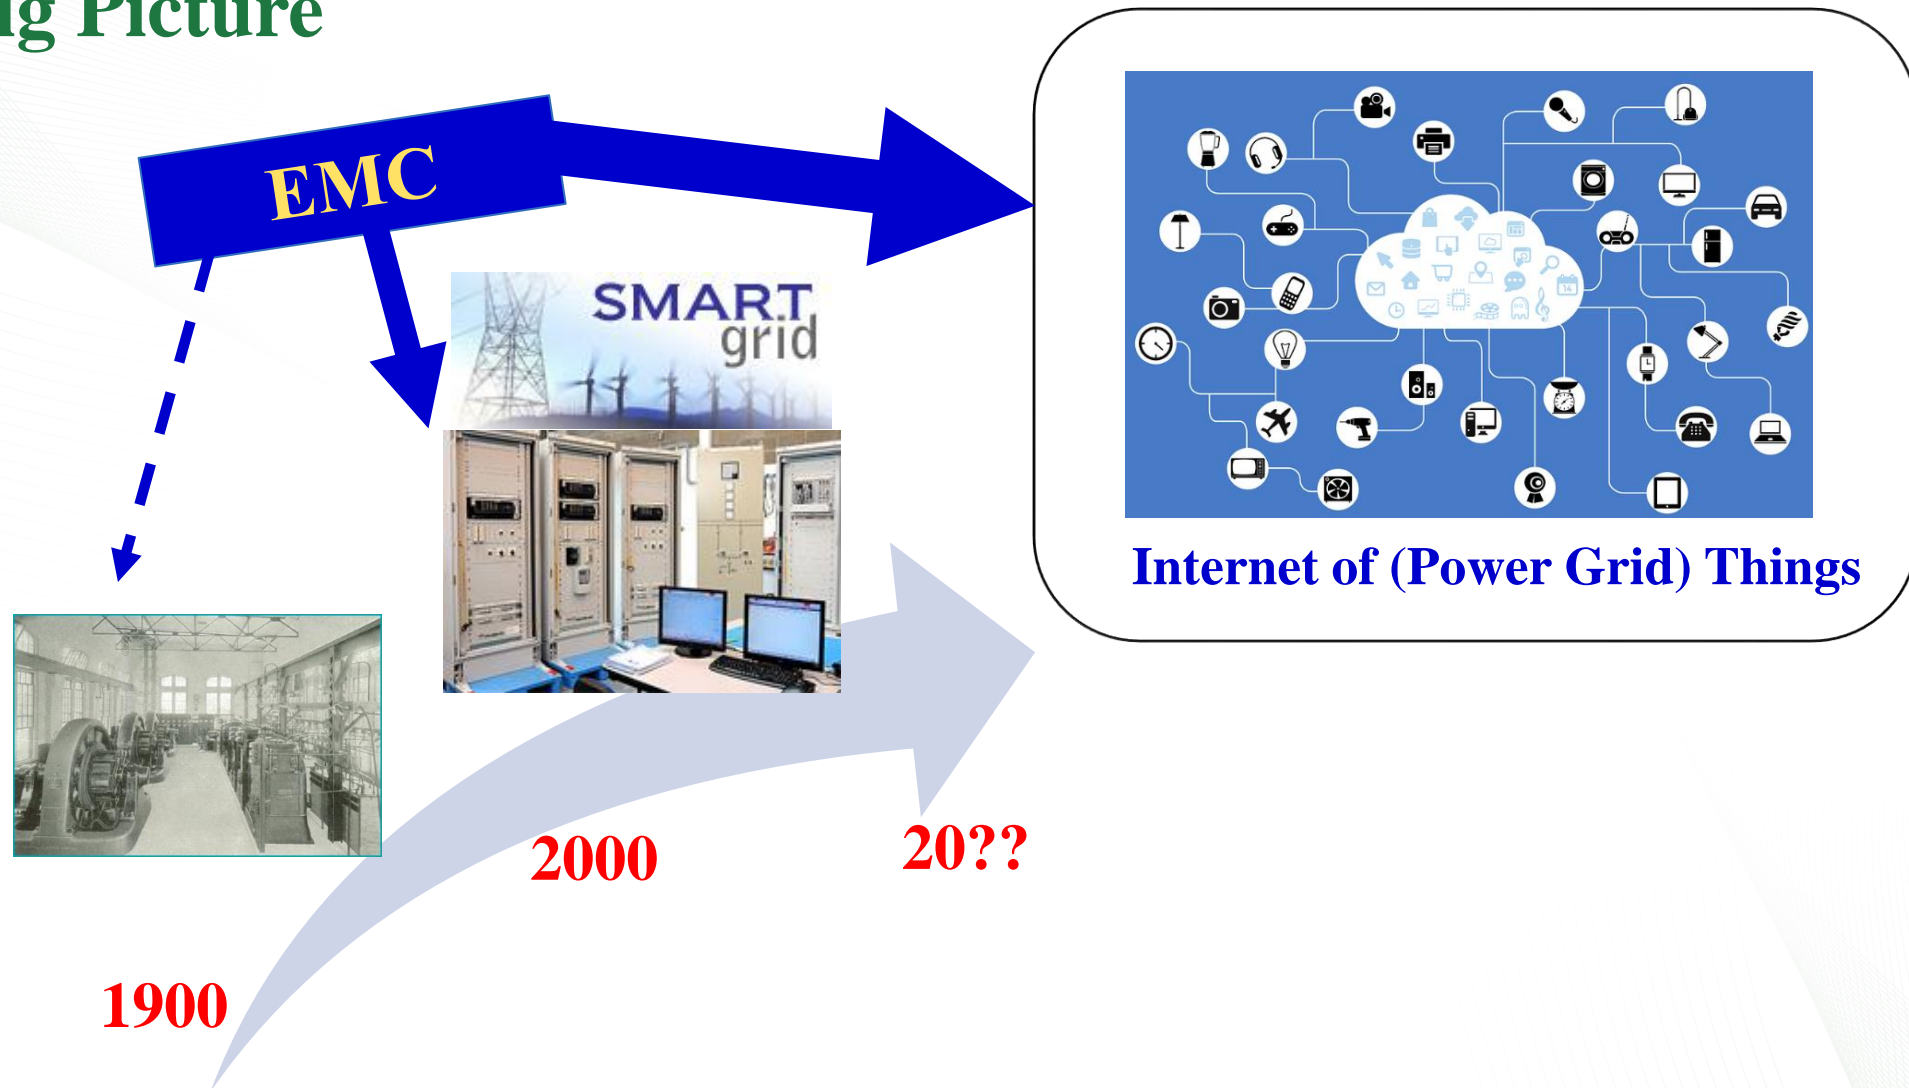 ig Picture
EMC
SMART
grid
Internet of (Power Grid) Things
2000
20??
1900